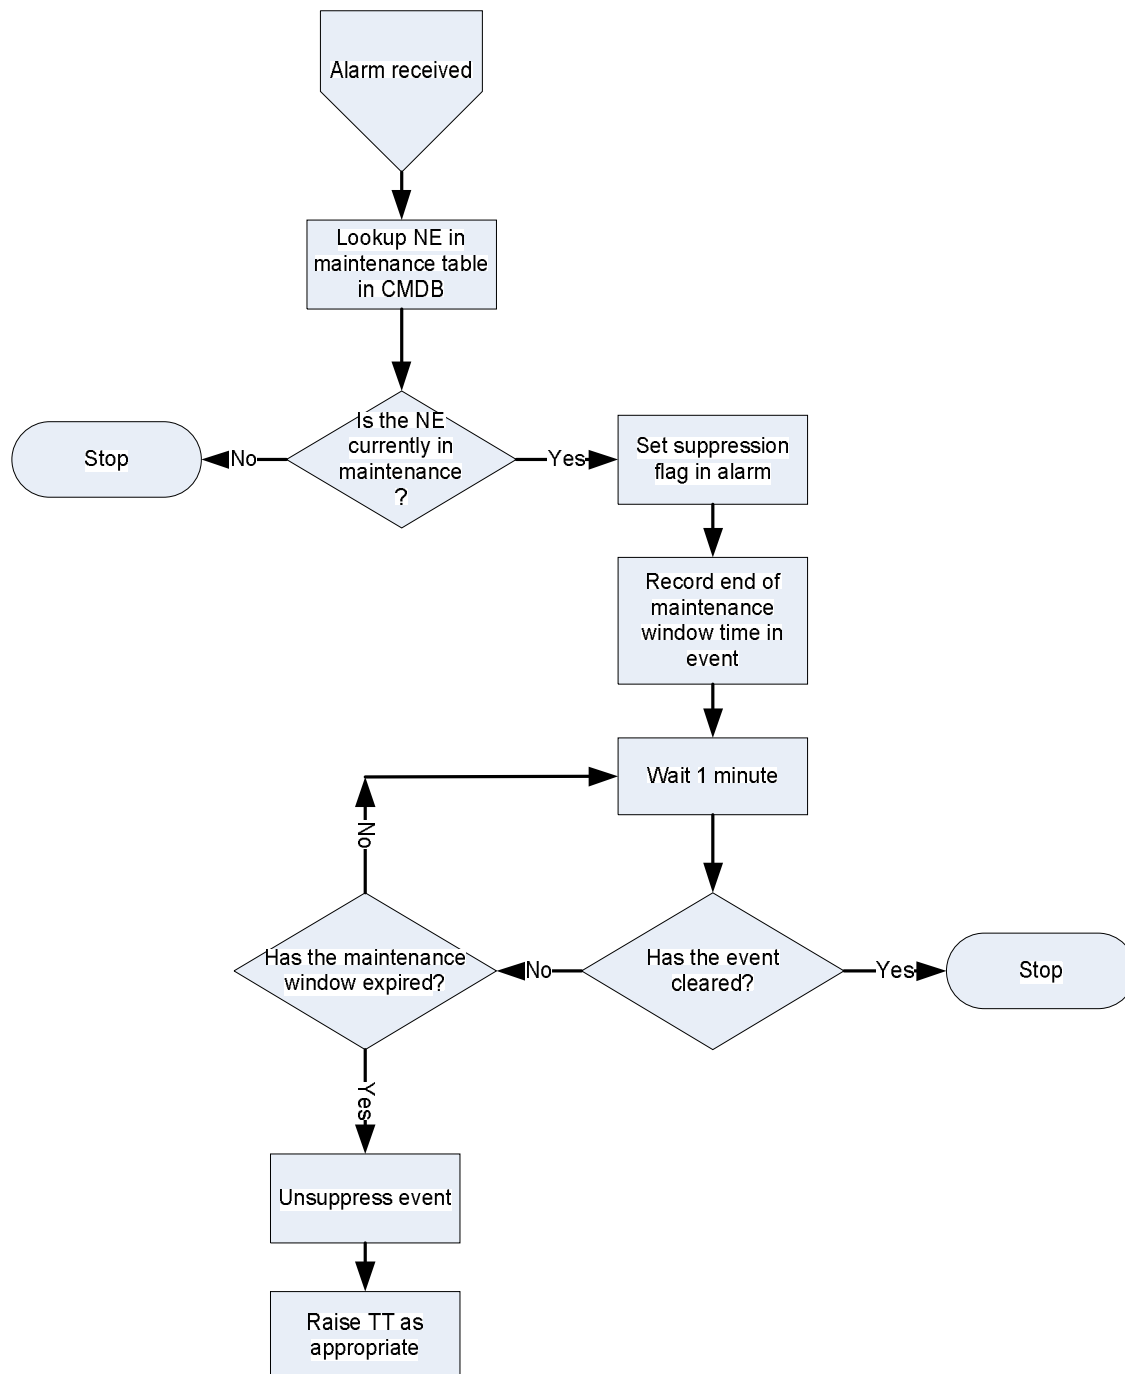 Alarm received
Lookup NE in
maintenance table
in CMDB
Is the NE
currently in
maintenance
?
Stop
No
Yes
Set suppression
flag in alarm
Record end of
maintenance
window time in
event
Wait 1 minute
No
Has the maintenance
window expired?
No
Has the event
cleared?
Yes
Stop
Yes
Unsuppress event
Raise TT as
appropriate